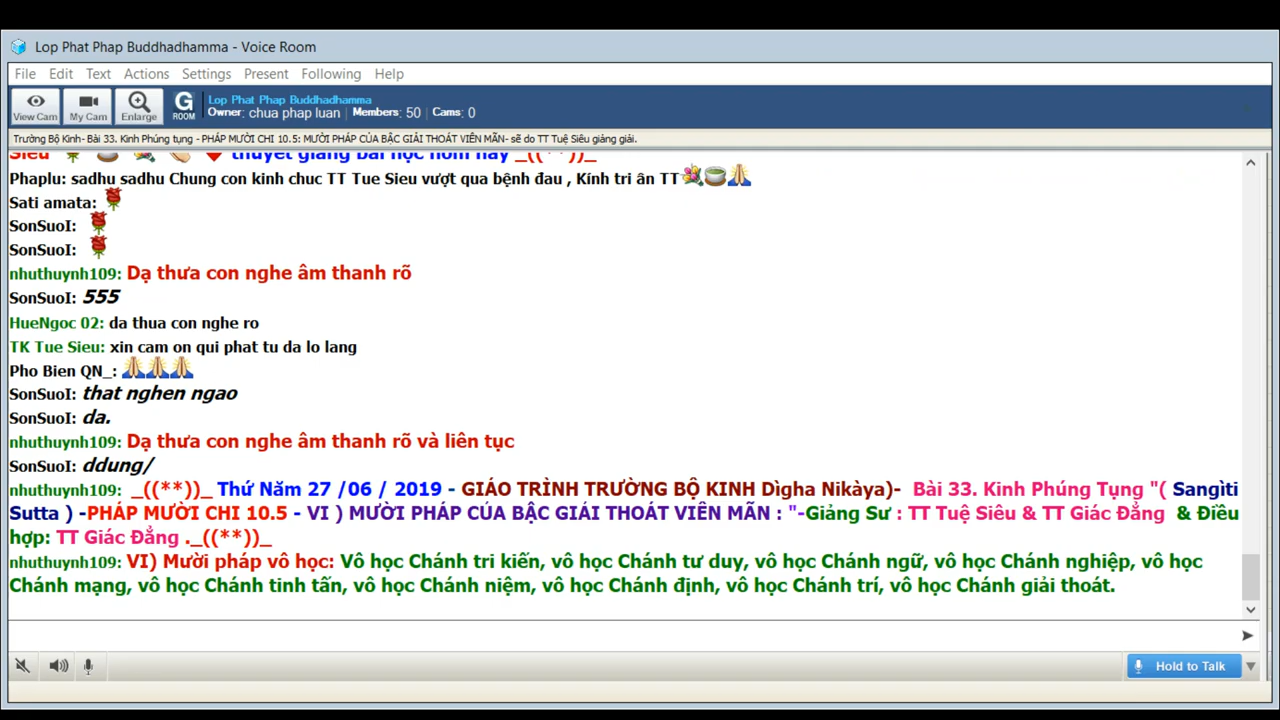 Lop Phat Phap Buddhadhamma - Voice Room
File Edit Text Actions Settings Present Following Help
View Cam My Cam Enlarge G ROOM Lop Phat Phap Buddhadhamma
Owner: chua phap luan | Members: 50 | Cams: 0
Trường Bộ Kinh- Bài 33. Kinh Phúng tụng - PHÁP MƯỜI CHI 10.5: MƯỜI PHÁP CỦA BẬC GIẢI THOÁT VIÊN MÃN- sẽ do TT Tuệ Siêu giảng giải.
Siêu thuyết giảng bài học hôm nay _((**))_
Phaplu: sadhu sadhu Chung con kinh chuc TT Tue Sieu vượt qua bệnh đau , Kính tri ân TT
Sati amata:
SonSuoI:
SonSuoI:
nhuthuynh109: Dạ thưa con nghe âm thanh rõ
SonSuoI: 555
HueNgoc 02: da thua con nghe ro
TK Tue Sieu: xin cam on qui phat tu da lo lang
Pho Bien QN_:
SonSuoI: that nghen ngao
SonSuoI: da.
nhuthuynh109: Dạ thưa con nghe âm thanh rõ và liên tục
SonSuoI: ddung/
nhuthuynh109: _((**))_ Thứ Năm 27 /06 / 2019 - GIÁO TRÌNH TRƯỜNG BỘ KINH Dìgha Nikàya)- Bài 33. Kinh Phúng Tụng "( Sangìti
Sutta ) -PHÁP MƯỜI CHI 10.5 - VI ) MƯỜI PHÁP CỦA BẬC GIẢI THOÁT VIÊN MÃN : "-Giảng Sư : TT Tuệ Siêu & TT Giác Đẳng & Điều
hợp: TT Giác Đẳng ._((**))_
nhuthuynh109: VI) Mười pháp vô học: Vô học Chánh tri kiến, vô học Chánh tư duy, vô học Chánh ngữ, vô học Chánh nghiệp, vô học
Chánh mạng, vô học Chánh tinh tấn, vô học Chánh niệm, vô học Chánh định, vô học Chánh trí, vô học Chánh giải thoát.
Hold to Talk